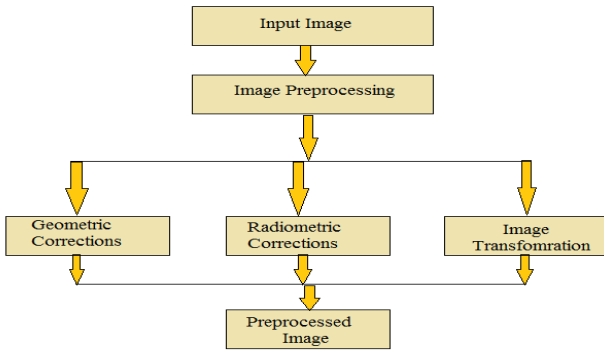 Input Image
Image Preprocessing
Geometric
Corrections
Radiometric
Corrections
Image
Transfomration
Preprocessed
Image